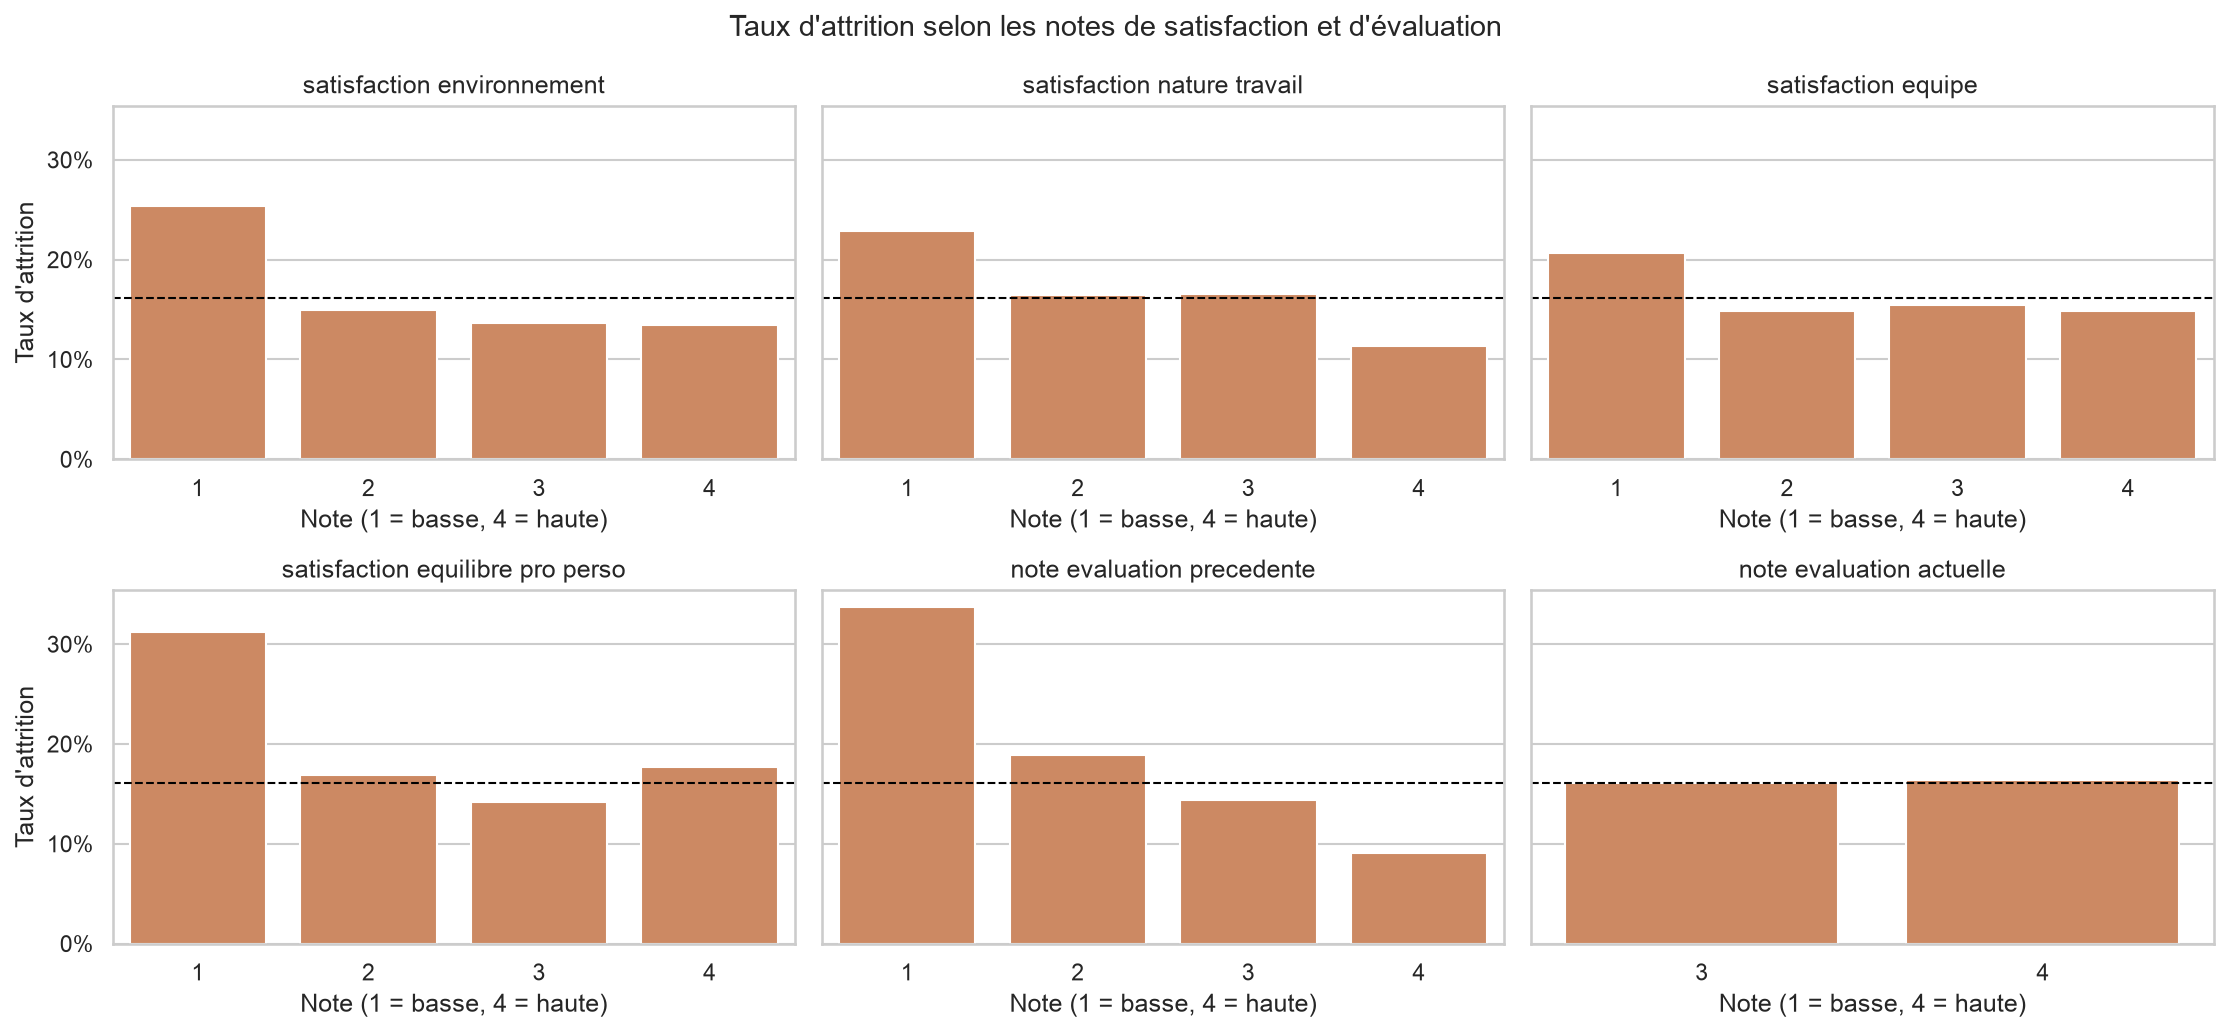 Taux d'attrition selon les notes de satisfaction et d'évaluation
satisfaction environnement
satisfaction nature travail
satisfaction equipe
Taux d'attrition
30%
20%
10%
0%
1 2 3 4
1 2 3 4
1 2 3 4
Note (1 = basse, 4 = haute)
Note (1 = basse, 4 = haute)
Note (1 = basse, 4 = haute)
satisfaction equilibre pro perso
note evaluation precedente
note evaluation actuelle
Taux d'attrition
30%
20%
10%
0%
1 2 3 4
1 2 3 4
3 4
Note (1 = basse, 4 = haute)
Note (1 = basse, 4 = haute)
Note (1 = basse, 4 = haute)